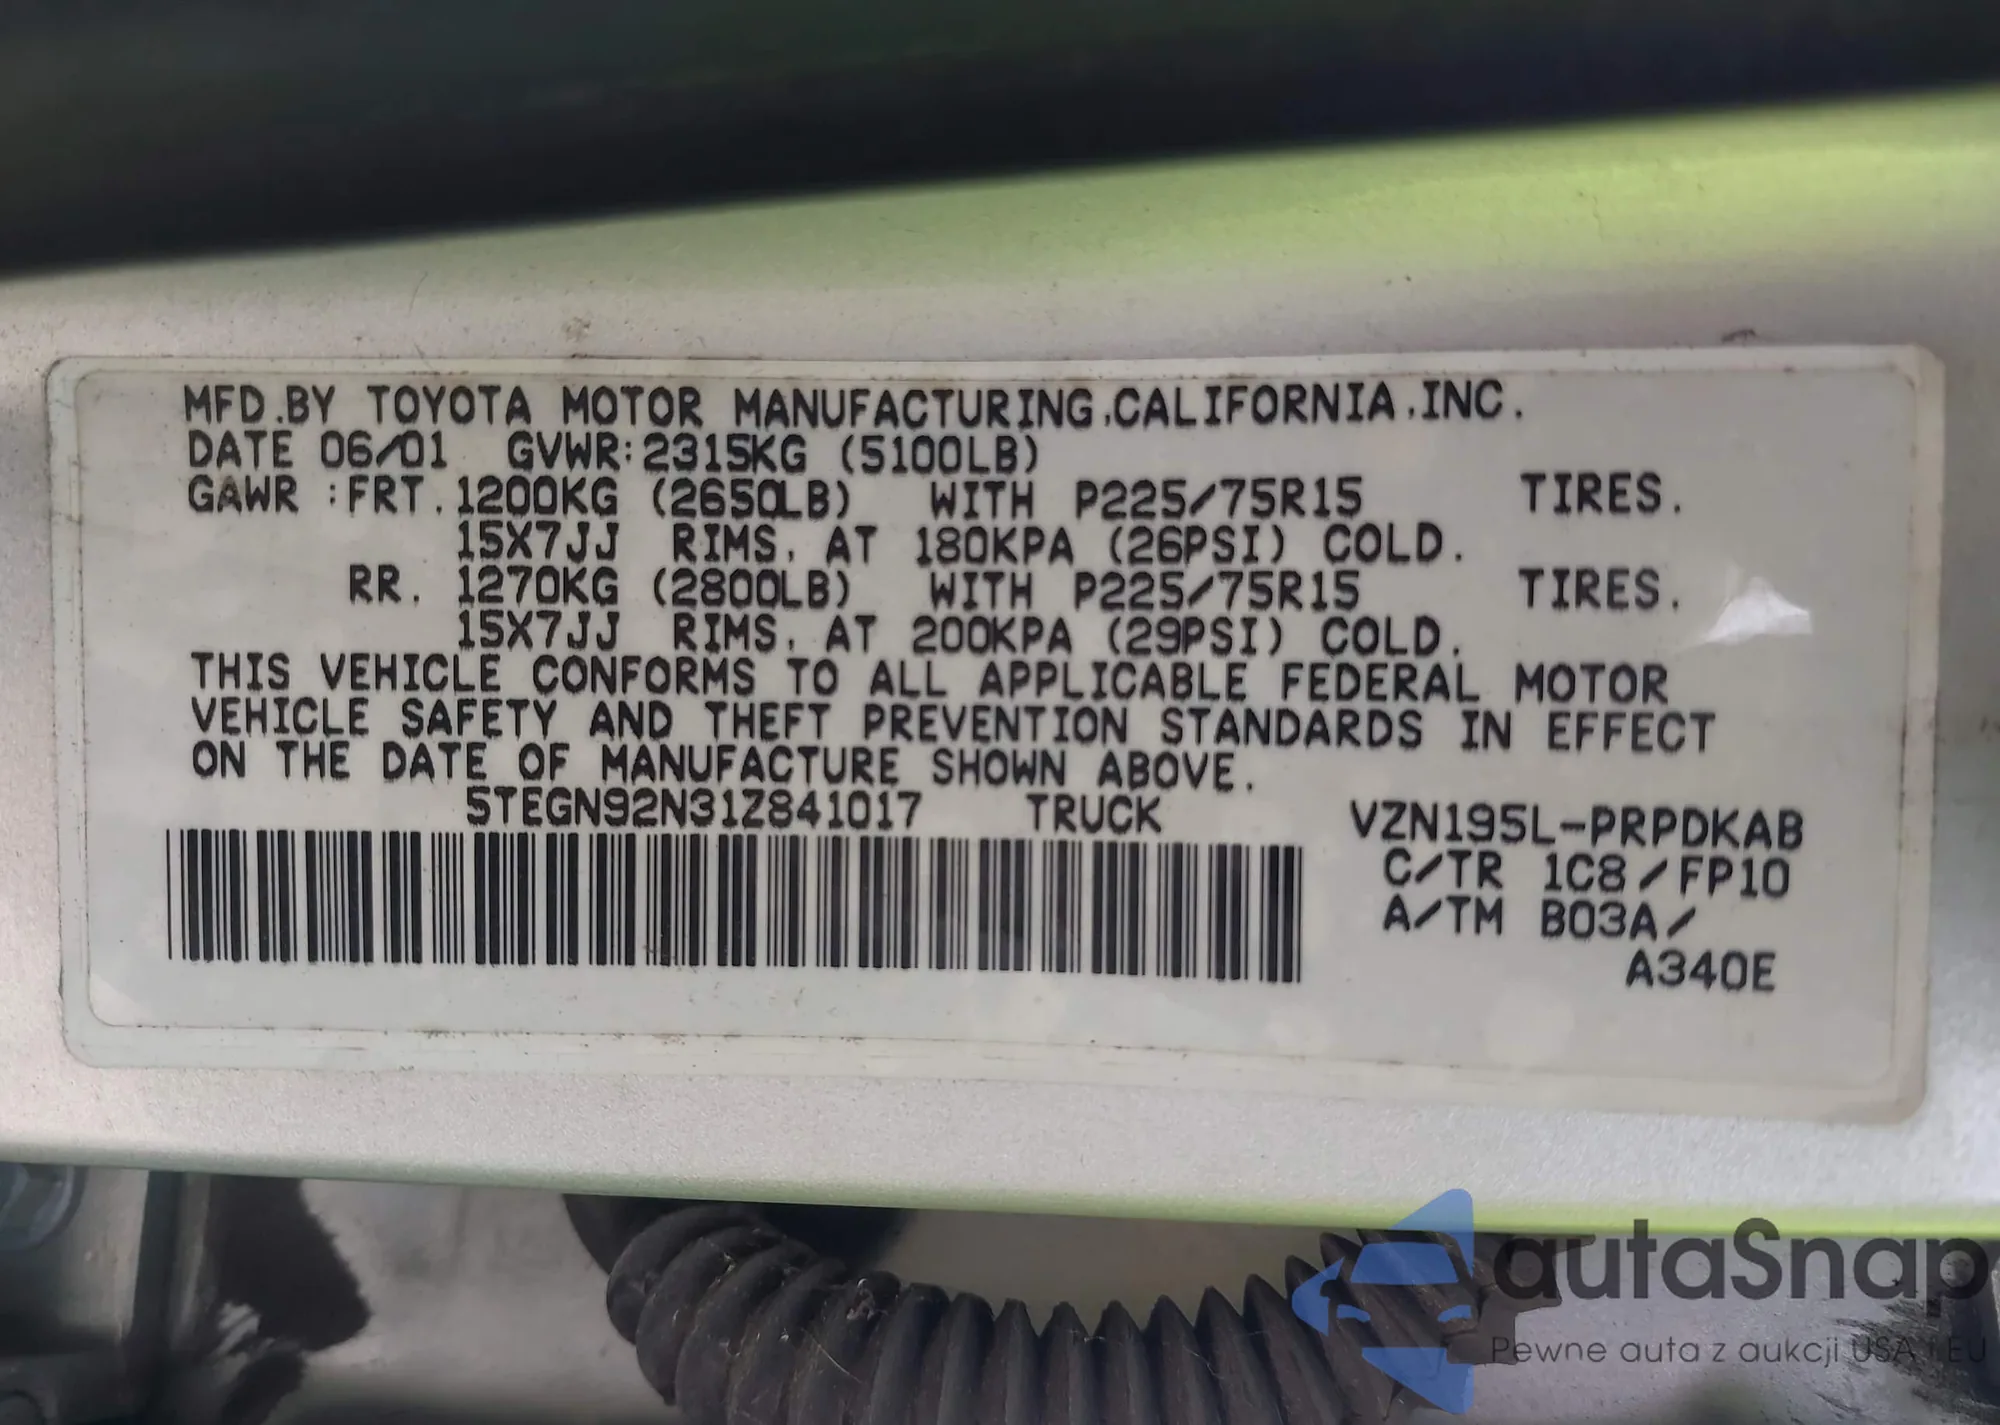 MFD.BY TOYOTA MOTOR MANUFACTURING,CALIFORNIA,INC.
DATE 06/01 GVWR:2315KG (5100LB)
GAWR :FRT. 1200KG (2650LB) WITH P225/75R15 TIRES.
15X7JJ RIMS, AT 180KPA (26PSI) COLD.
RR. 1270KG (2800LB) WITH P225/75R15 TIRES.
15X7JJ RIMS, AT 200KPA (29PSI) COLD.
THIS VEHICLE CONFORMS TO ALL APPLICABLE FEDERAL MOTOR
VEHICLE SAFETY AND THEFT PREVENTION STANDARDS IN EFFECT
ON THE DATE OF MANUFACTURE SHOWN ABOVE.
5TEGN92N31Z841017 TRUCK VZN195L-PRPDKAB
C/TR 1C8/FP10
A/TM B03A/
A340E
autaSnap
Pewne auta z aukcji USA i EU